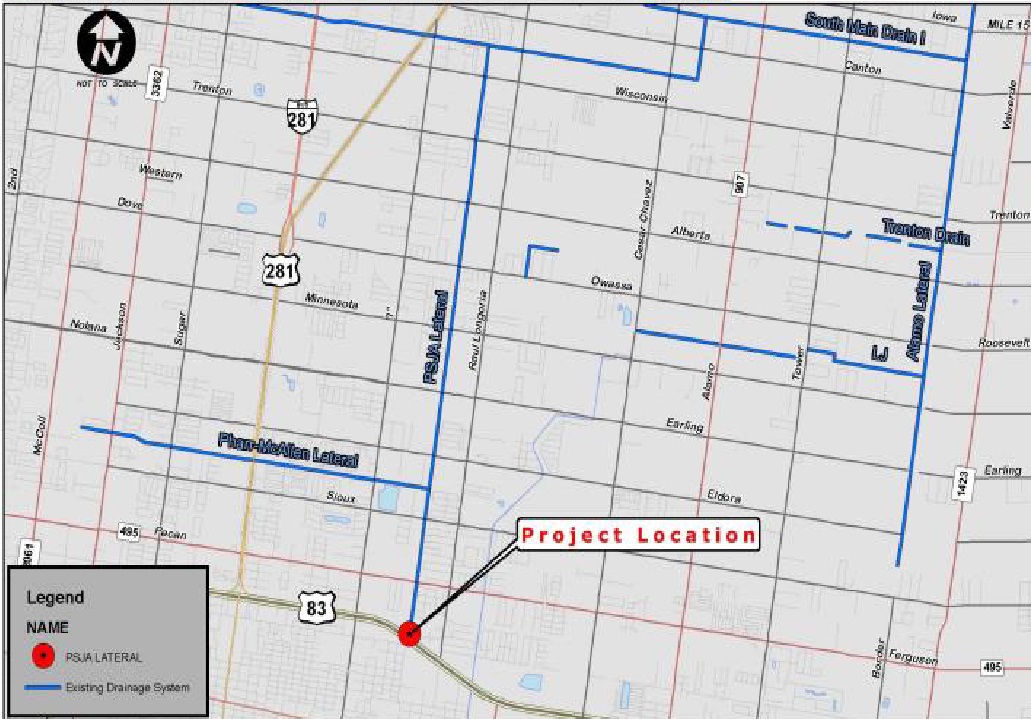 Iowa
MILE 15
South Main Drain I
N
NOT TO SCALE
Canton
3362
Trenton
Wisconsin
Valverde
281
2nd
Western
907
Dove
Cesar Chavez
Alberta
Trenton
Trenton Drain
281
Owassa
Minnesota
"I"
PSJA Lateral
Raul Longoria
Alamo Lateral
Nolana
Jackson
Sugar
Roosevelt
LJ
Tower
Alamo
McColl
Earling
Pharr-McAllen Lateral
Earling
1423
Sioux
Eldora
495
Pecan
Project Location
Legend
83
NAME
PSJA LATERAL
Border
Ferguson
495
Existing Drainage System